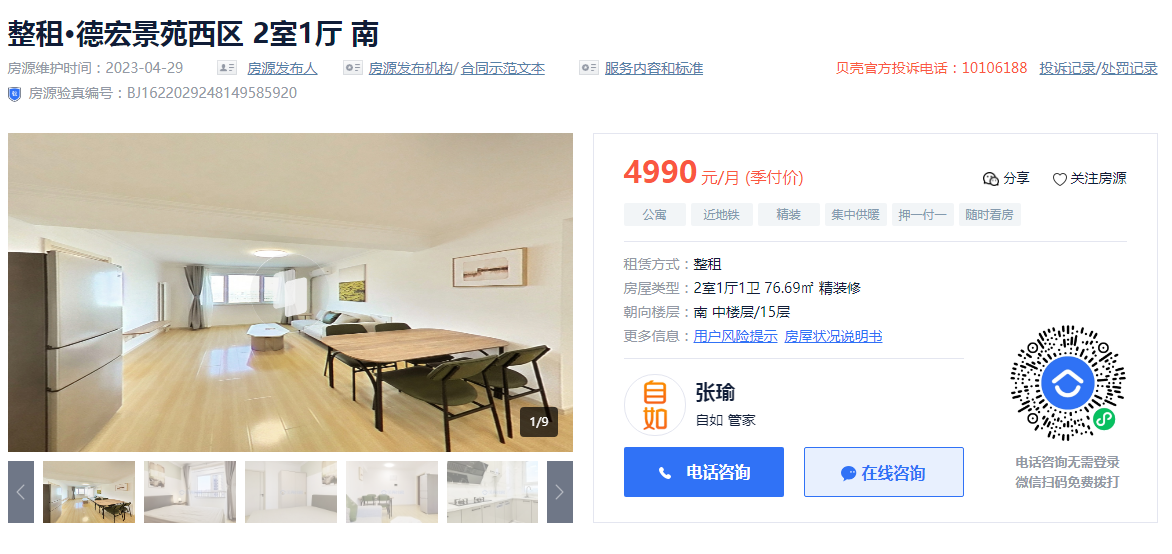 整租·德宏景苑西区 2室1厅 南
房源维护时间：2023-04-29 房源发布人 房源发布机构/合同示范文本 服务内容和标准 贝壳官方投诉电话：10106188 投诉记录/处罚记录
房源验真编号：BJ1622029248149585920
4990 元/月 (季付价) 分享 关注房源
公寓 近地铁 精装 集中供暖 押一付一 随时看房
租赁方式：整租
房屋类型：2室1厅1卫 76.69㎡ 精装修
朝向楼层：南 中楼层/15层
更多信息：用户风险提示 房屋状况说明书
自如
张瑜
自如 管家
1/9
电话咨询 在线咨询
电话咨询无需登录
微信扫码免费拨打